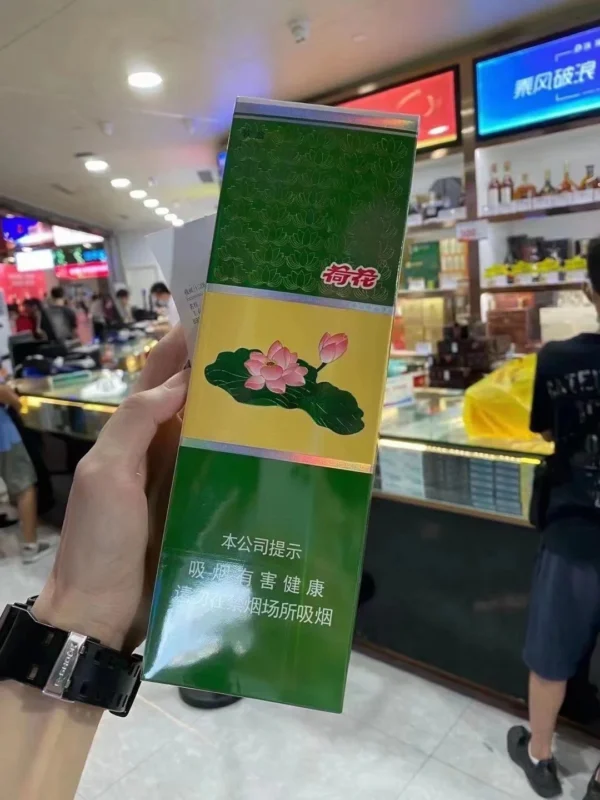 乘风破浪
荷花
本公司提示
吸烟有害健康
请勿在禁烟场所吸烟